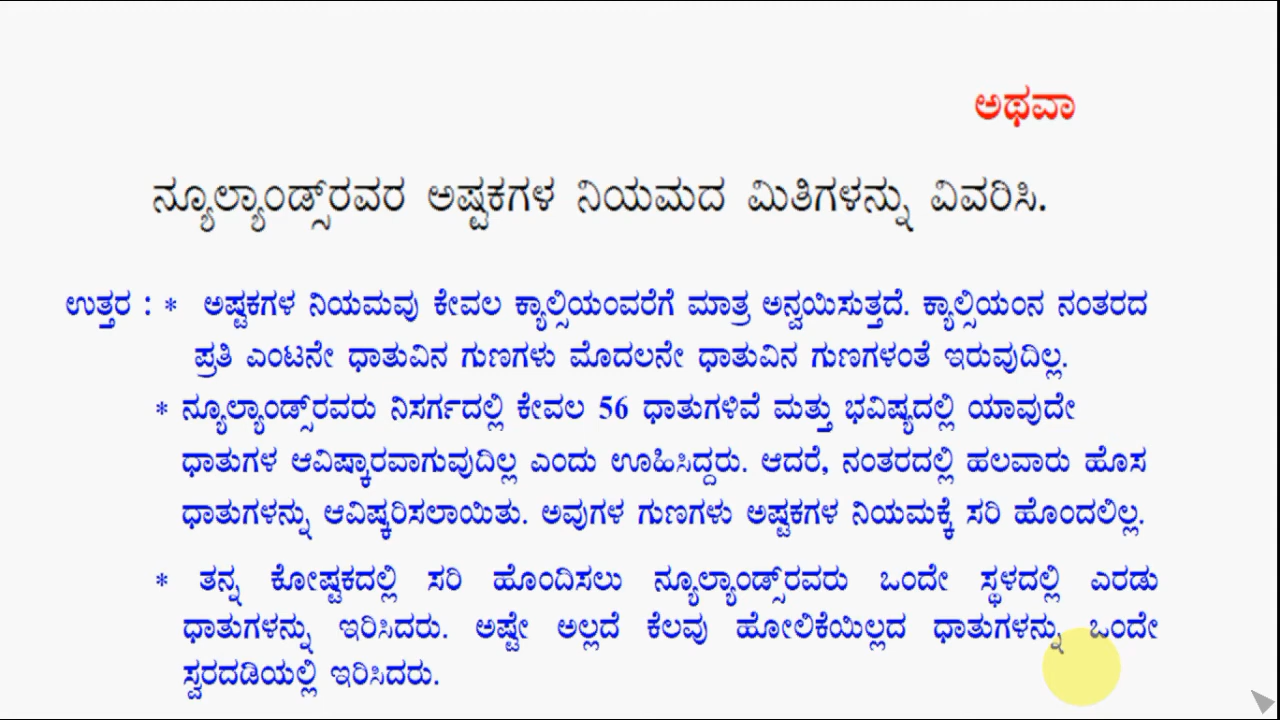 ಅಥವಾ
ನ್ಯೂಲ್ಯಾಂಡ್ಸ್‌ರವರ ಅಷ್ಟಕಗಳ ನಿಯಮದ ಮಿತಿಗಳನ್ನು ವಿವರಿಸಿ.
ಉತ್ತರ : * ಅಷ್ಟಕಗಳ ನಿಯಮವು ಕೇವಲ ಕ್ಯಾಲ್ಸಿಯಂವರೆಗೆ ಮಾತ್ರ ಅನ್ವಯಿಸುತ್ತದೆ. ಕ್ಯಾಲ್ಸಿಯಂನ ನಂತರದ
ಪ್ರತಿ ಎಂಟನೇ ಧಾತುವಿನ ಗುಣಗಳು ಮೊದಲನೇ ಧಾತುವಿನ ಗುಣಗಳಂತೆ ಇರುವುದಿಲ್ಲ.
* ನ್ಯೂಲ್ಯಾಂಡ್ಸ್‌ರವರು ನಿಸರ್ಗದಲ್ಲಿ ಕೇವಲ 56 ಧಾತುಗಳಿವೆ ಮತ್ತು ಭವಿಷ್ಯದಲ್ಲಿ ಯಾವುದೇ
ಧಾತುಗಳ ಆವಿಷ್ಕಾರವಾಗುವುದಿಲ್ಲ ಎಂದು ಊಹಿಸಿದ್ದರು. ಆದರೆ, ನಂತರದಲ್ಲಿ ಹಲವಾರು ಹೊಸ
ಧಾತುಗಳನ್ನು ಆವಿಷ್ಕರಿಸಲಾಯಿತು. ಅವುಗಳ ಗುಣಗಳು ಅಷ್ಟಕಗಳ ನಿಯಮಕ್ಕೆ ಸರಿ ಹೊಂದಲಿಲ್ಲ.
* ತನ್ನ ಕೋಷ್ಟಕದಲ್ಲಿ ಸರಿ ಹೊಂದಿಸಲು ನ್ಯೂಲ್ಯಾಂಡ್ಸ್‌ರವರು ಒಂದೇ ಸ್ಥಳದಲ್ಲಿ ಎರಡು
ಧಾತುಗಳನ್ನು ಇರಿಸಿದರು. ಅಷ್ಟೇ ಅಲ್ಲದೆ ಕೆಲವು ಹೋಲಿಕೆಯಿಲ್ಲದ ಧಾತುಗಳನ್ನು ಒಂದೇ
ಸ್ವರದಡಿಯಲ್ಲಿ ಇರಿಸಿದರು.